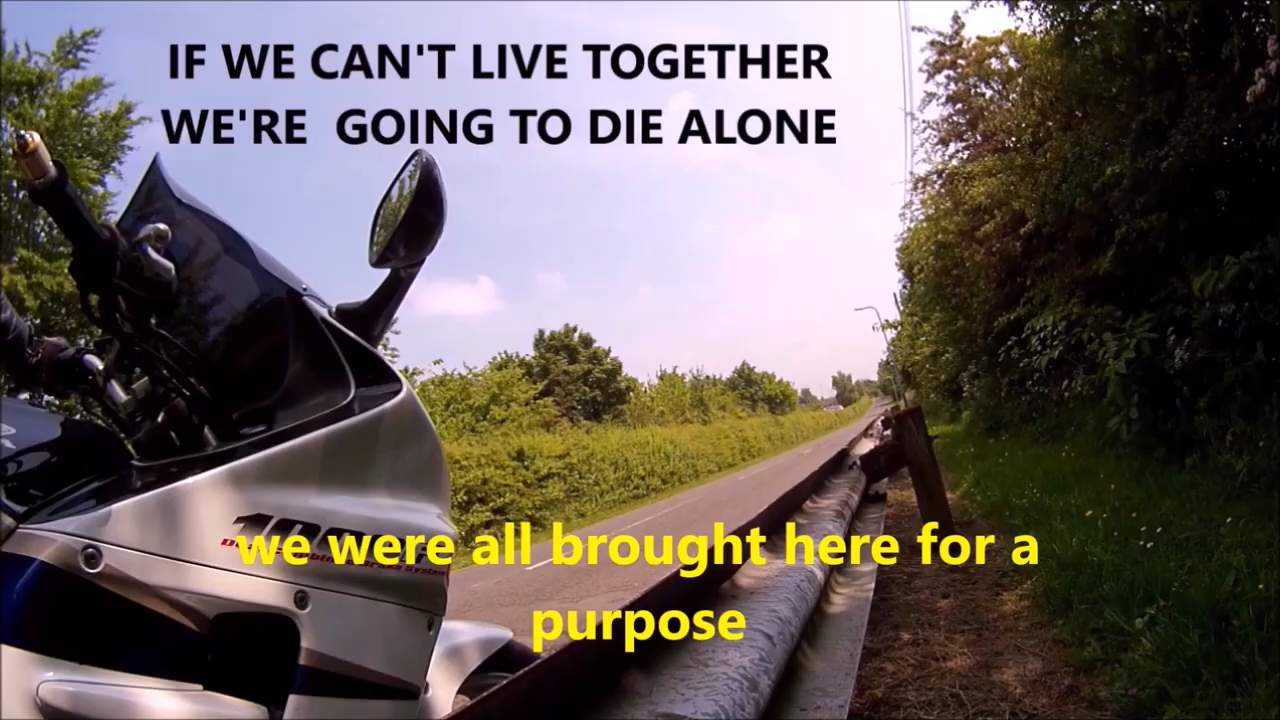 IF WE CAN'T LIVE TOGETHER
WE'RE GOING TO DIE ALONE
we were all brought here for a
purpose